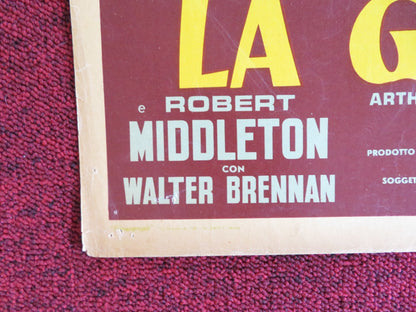 LA G
e ROBERT
MIDDLETON
CON
WALTER BRENNAN
ARTH
PRODOTTO
SOGGET